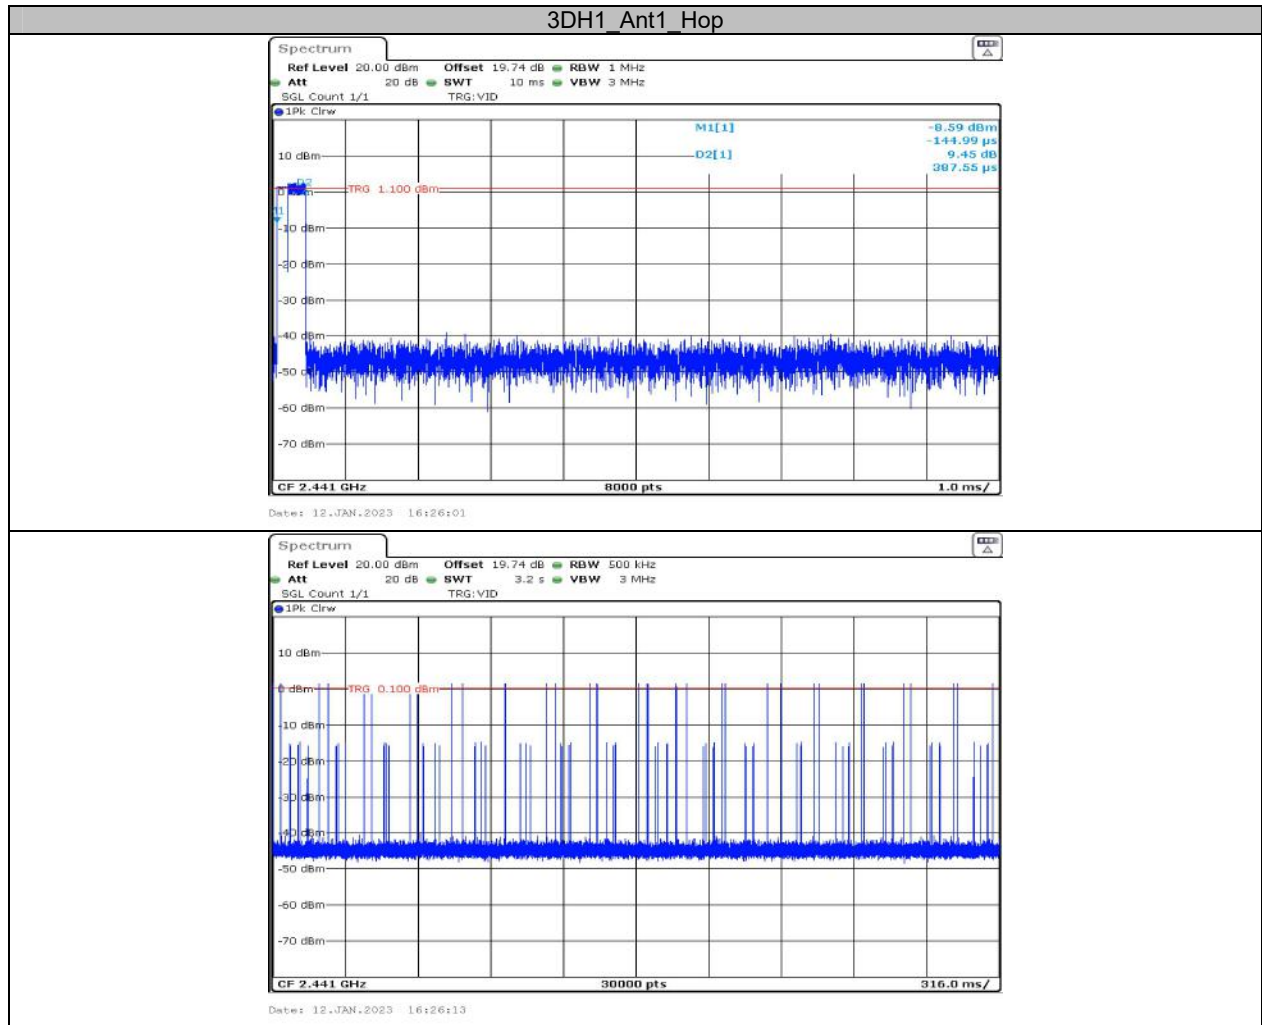 3DH1_Ant1_Hop
Spectrum
Ref Level 20.00 dBm Offset 19.74 dB RBW 1 MHz
Att 20 dB SWT 10 ms VBW 3 MHz
SGL Count 1/1 TRG:VID
1Pk Clrw
M1[1] -8.59 dBm
-144.99 µs
D2[1] 9.45 dB
387.55 µs
10 dBm
D2
TRG 1.100 dBm
-10 dBm
-20 dBm
-30 dBm
-40 dBm
-60 dBm
-70 dBm
CF 2.441 GHz 8000 pts 1.0 ms/
Date: 12.JAN.2023 16:26:01
Spectrum
Ref Level 20.00 dBm Offset 19.74 dB RBW 500 kHz
Att 20 dB SWT 3.2 s VBW 3 MHz
SGL Count 1/1 TRG:VID
1Pk Clrw
10 dBm
0 dBm TRG 0.100 dBm
-10 dBm
-20 dBm
-30 dBm
-40 dBm
-50 dBm
-60 dBm
-70 dBm
CF 2.441 GHz 30000 pts 316.0 ms/
Date: 12.JAN.2023 16:26:13